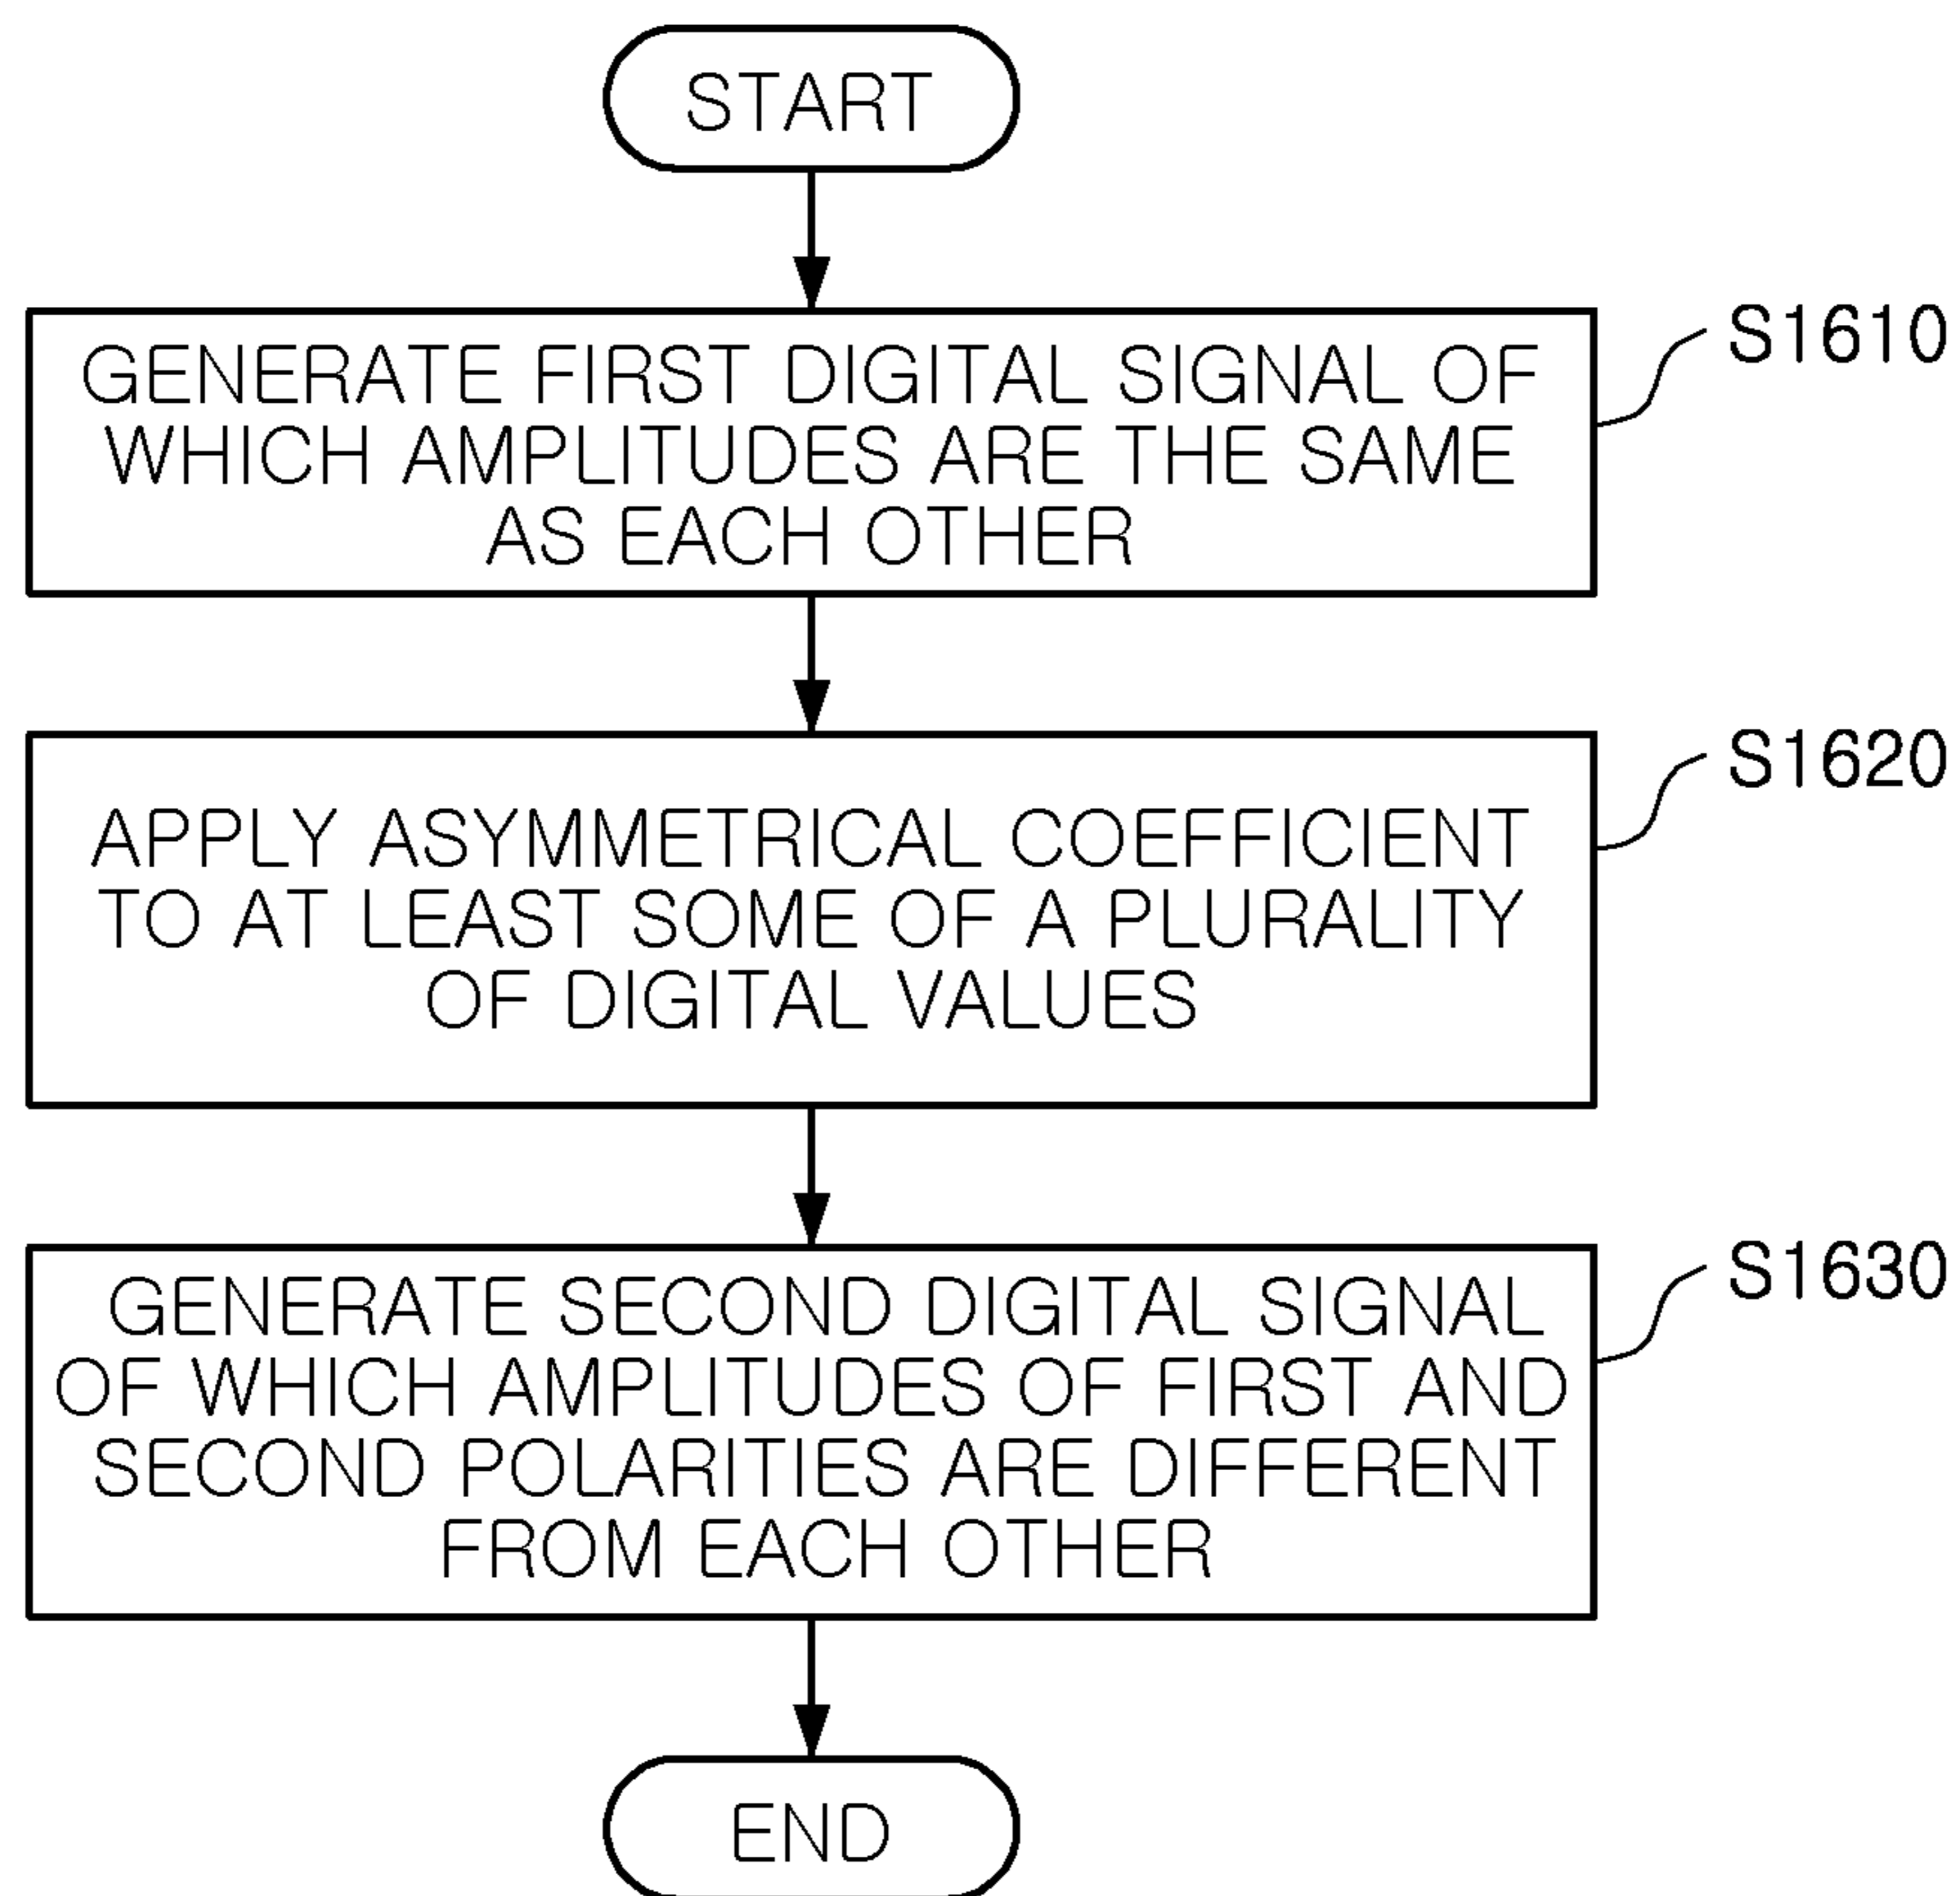 START
S1610
GENERATE FIRST DIGITAL SIGNAL OF
WHICH AMPLITUDES ARE THE SAME
AS EACH OTHER
S1620
APPLY ASYMMETRICAL COEFFICIENT
TO AT LEAST SOME OF A PLURALITY
OF DIGITAL VALUES
S1630
GENERATE SECOND DIGITAL SIGNAL
OF WHICH AMPLITUDES OF FIRST AND
SECOND POLARITIES ARE DIFFERENT
FROM EACH OTHER
END